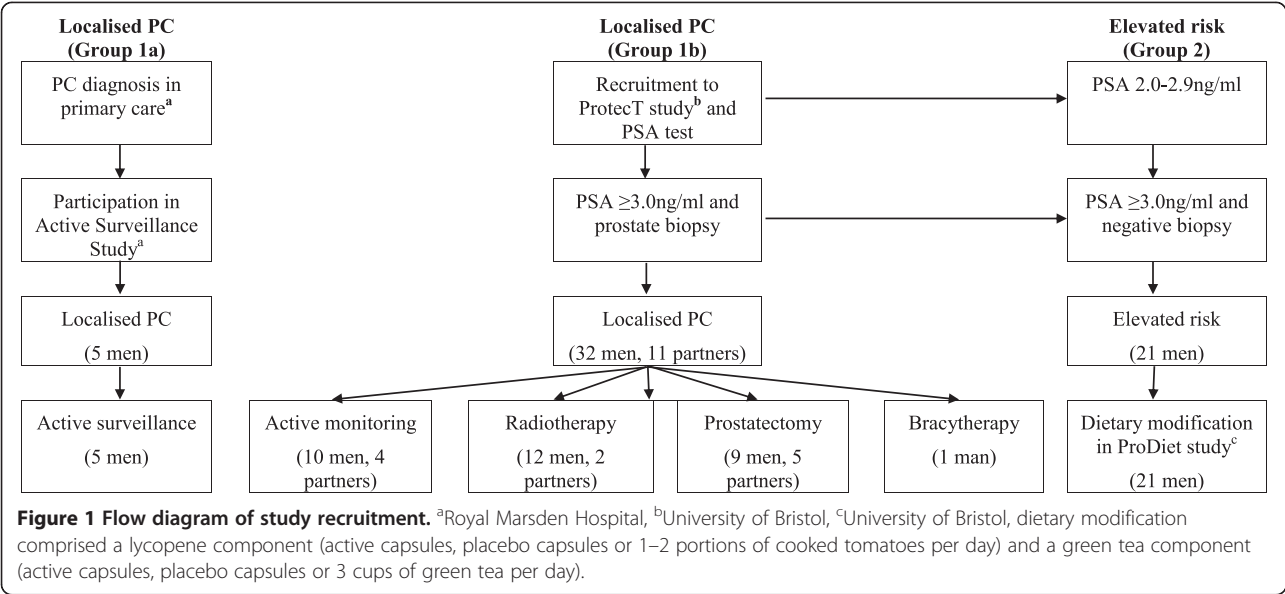 Localised PC
(Group 1a)
Localised PC
(Group 1b)
Elevated risk
(Group 2)
PC diagnosis in
primary careᵃ
Recruitment to
ProtecT studyᵇ and
PSA test
PSA 2.0-2.9ng/ml
Participation in
Active Surveillance
Studyᵃ
PSA ≥3.0ng/ml and
prostate biopsy
PSA ≥3.0ng/ml and
negative biopsy
Localised PC
(5 men)
Localised PC
(32 men, 11 partners)
Elevated risk
(21 men)
Active surveillance
(5 men)
Active monitoring
(10 men, 4
partners)
Radiotherapy
(12 men, 2
partners)
Prostatectomy
(9 men, 5
partners)
Bracytherapy
(1 man)
Dietary modification
in ProDiet studyᶜ
(21 men)
Figure 1 Flow diagram of study recruitment. ᵃRoyal Marsden Hospital, ᵇUniversity of Bristol, ᶜUniversity of Bristol, dietary modification
comprised a lycopene component (active capsules, placebo capsules or 1–2 portions of cooked tomatoes per day) and a green tea component
(active capsules, placebo capsules or 3 cups of green tea per day).